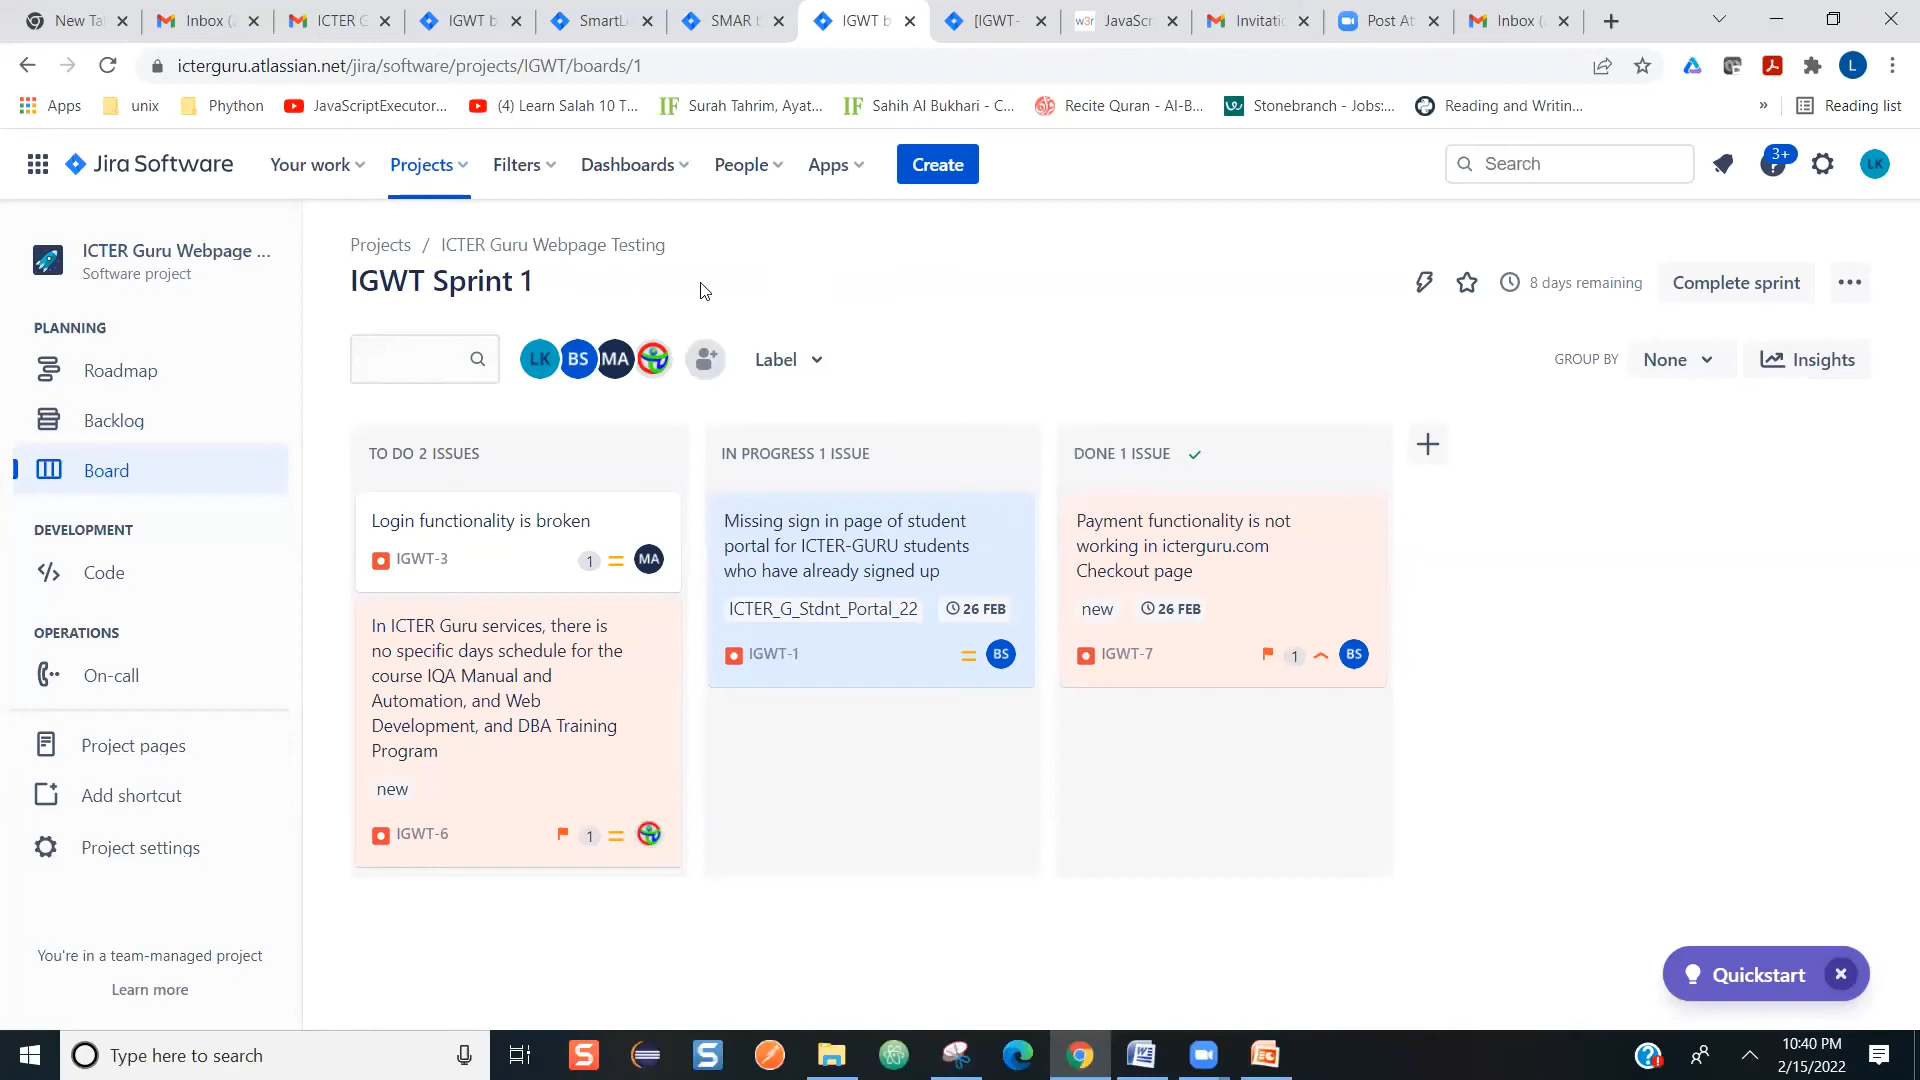 New Ta
Inbox (
ICTER G
IGWT b
SmartL
SMAR b
IGWT b
[IGWT-
w3r JavaScr
Invitatic
Post At
Inbox (
icterguru.atlassian.net/jira/software/projects/IGWT/boards/1
L
Apps
unix
Phython
JavaScriptExecutor...
(4) Learn Salah 10 T...
IF Surah Tahrim, Ayat...
IF Sahih Al Bukhari - C...
Recite Quran - Al-B...
Stonebranch - Jobs:...
Reading and Writin...
»
Reading list
Jira Software
Your work
Projects
Filters
Dashboards
People
Apps
Create
Search
3+
LK
ICTER Guru Webpage ...
Software project
PLANNING
Roadmap
Backlog
Board
DEVELOPMENT
Code
OPERATIONS
On-call
Project pages
Add shortcut
Project settings
You're in a team-managed project
Learn more
Projects / ICTER Guru Webpage Testing
IGWT Sprint 1
8 days remaining
Complete sprint
LK BS MA
Label
GROUP BY None
Insights
TO DO 2 ISSUES
Login functionality is broken
IGWT-3 1 MA
In ICTER Guru services, there is
no specific days schedule for the
course IQA Manual and
Automation, and Web
Development, and DBA Training
Program
new
IGWT-6 1
IN PROGRESS 1 ISSUE
Missing sign in page of student
portal for ICTER-GURU students
who have already signed up
ICTER_G_Stdnt_Portal_22 26 FEB
IGWT-1 BS
DONE 1 ISSUE
Payment functionality is not
working in icterguru.com
Checkout page
new 26 FEB
IGWT-7 1 BS
Quickstart
Type here to search
10:40 PM
2/15/2022